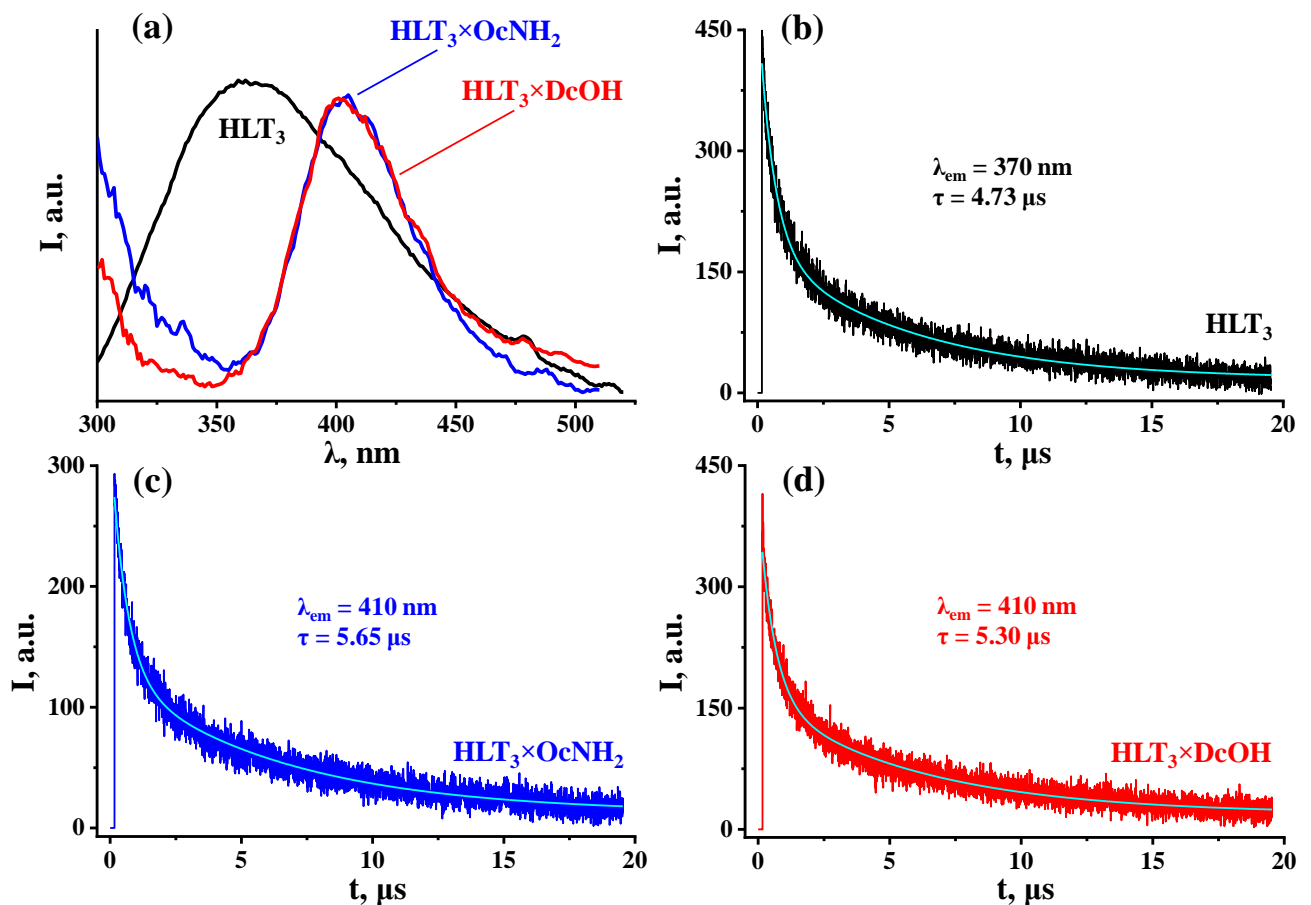 (a)
HLT₃×OcNH₂
HLT₃×DcOH
HLT₃
I, a.u.
300 350 400 450 500
λ, nm
(b)
450
300
150
0
I, a.u.
λem = 370 nm
τ = 4.73 μs
HLT₃
0 5 10 15 20
t, μs
(c)
300
200
100
0
I, a.u.
λem = 410 nm
τ = 5.65 μs
HLT₃×OcNH₂
0 5 10 15 20
t, μs
(d)
450
300
150
0
I, a.u.
λem = 410 nm
τ = 5.30 μs
HLT₃×DcOH
0 5 10 15 20
t, μs